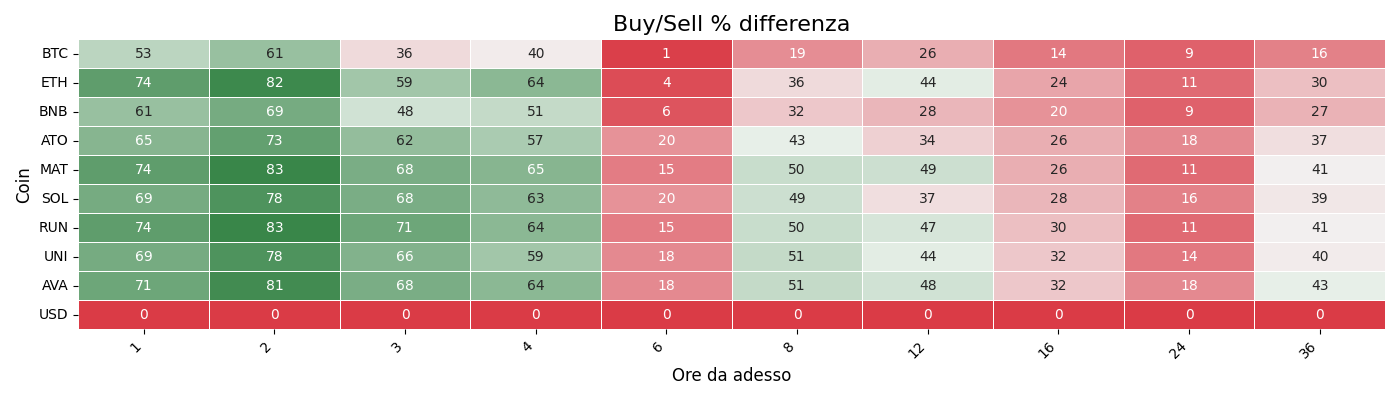 Buy/Sell % differenza
BTC 53 61 36 40 1 19 26 14 9 16
ETH 74 82 59 64 4 36 44 24 11 30
BNB 61 69 48 51 6 32 28 20 9 27
ATO 65 73 62 57 20 43 34 26 18 37
MAT 74 83 68 65 15 50 49 26 11 41
SOL 69 78 68 63 20 49 37 28 16 39
RUN 74 83 71 64 15 50 47 30 11 41
UNI 69 78 66 59 18 51 44 32 14 40
AVA 71 81 68 64 18 51 48 32 18 43
USD 0 0 0 0 0 0 0 0 0 0
Coin
1 2 3 4 6 8 12 16 24 36
Ore da adesso